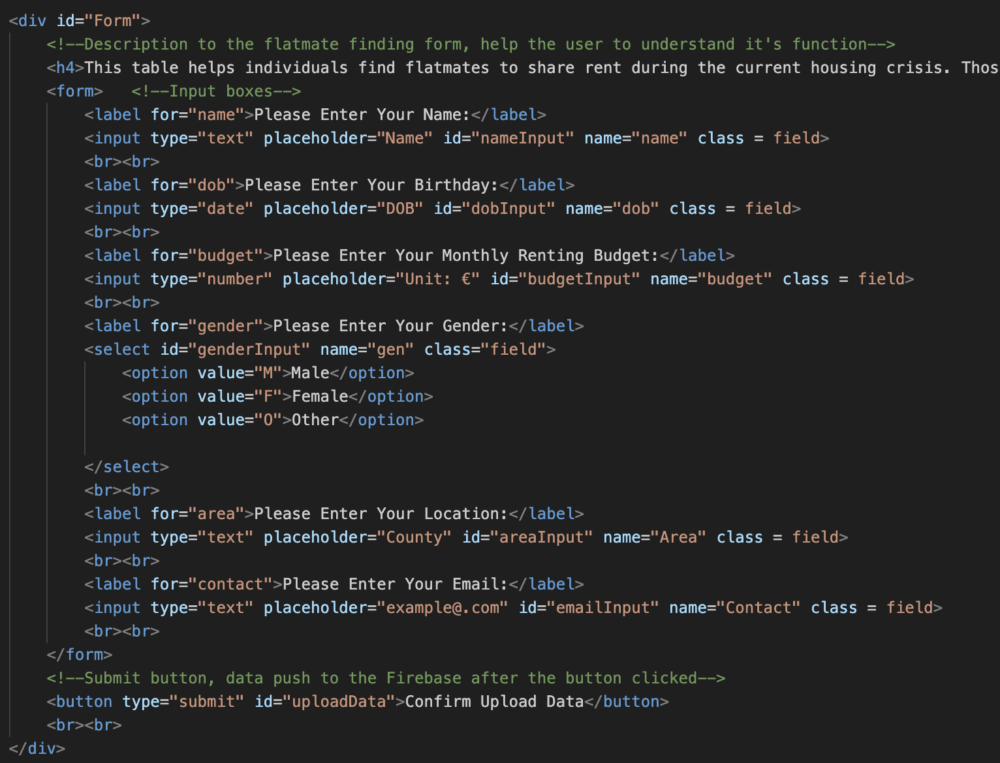 <div id="Form">
<!--Description to the flatmate finding form, help the user to understand it's function-->
<h4>This table helps individuals find flatmates to share rent during the current housing crisis. Thos
<form>   <!--Input boxes-->
<label for="name">Please Enter Your Name:</label>
<input type="text" placeholder="Name" id="nameInput" name="name" class = field>
<br><br>
<label for="dob">Please Enter Your Birthday:</label>
<input type="date" placeholder="DOB" id="dobInput" name="dob" class = field>
<br><br>
<label for="budget">Please Enter Your Monthly Renting Budget:</label>
<input type="number" placeholder="Unit: €" id="budgetInput" name="budget" class = field>
<br><br>
<label for="gender">Please Enter Your Gender:</label>
<select id="genderInput" name="gen" class="field">
<option value="M">Male</option>
<option value="F">Female</option>
<option value="O">Other</option>
</select>
<br><br>
<label for="area">Please Enter Your Location:</label>
<input type="text" placeholder="County" id="areaInput" name="Area" class = field>
<br><br>
<label for="contact">Please Enter Your Email:</label>
<input type="text" placeholder="example@.com" id="emailInput" name="Contact" class = field>
<br><br>
</form>
<!--Submit button, data push to the Firebase after the button clicked-->
<button type="submit" id="uploadData">Confirm Upload Data</button>
<br><br>
</div>